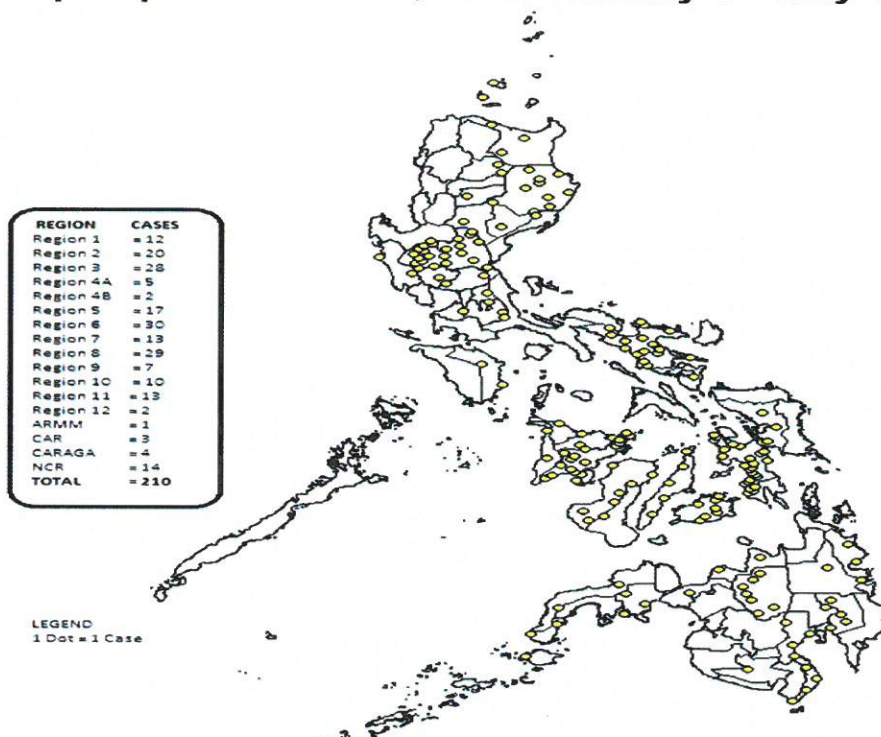 REGION CASES
Region 1 = 12
Region 2 = 20
Region 3 = 28
Region 4A = 5
Region 4B = 2
Region 5 = 17
Region 6 = 30
Region 7 = 13
Region 8 = 29
Region 9 = 7
Region 10 = 10
Region 11 = 13
Region 12 = 2
ARMM = 1
CAR = 3
CARAGA = 4
NCR = 14
TOTAL = 210
LEGEND
1 Dot = 1 Case